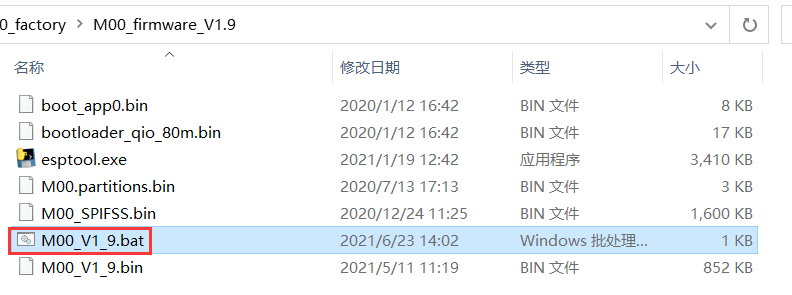 0_factory > M00_firmware_V1.9
名称 修改日期 类型 大小
boot_app0.bin 2020/1/12 16:42 BIN 文件 8 KB
bootloader_qio_80m.bin 2020/1/12 16:42 BIN 文件 17 KB
esptool.exe 2021/1/19 12:42 应用程序 3,410 KB
M00.partitions.bin 2020/7/13 17:13 BIN 文件 3 KB
M00_SPIFSS.bin 2020/12/24 11:25 BIN 文件 1,600 KB
M00_V1_9.bat 2021/6/23 14:02 Windows 批处理... 1 KB
M00_V1_9.bin 2021/5/11 11:19 BIN 文件 852 KB